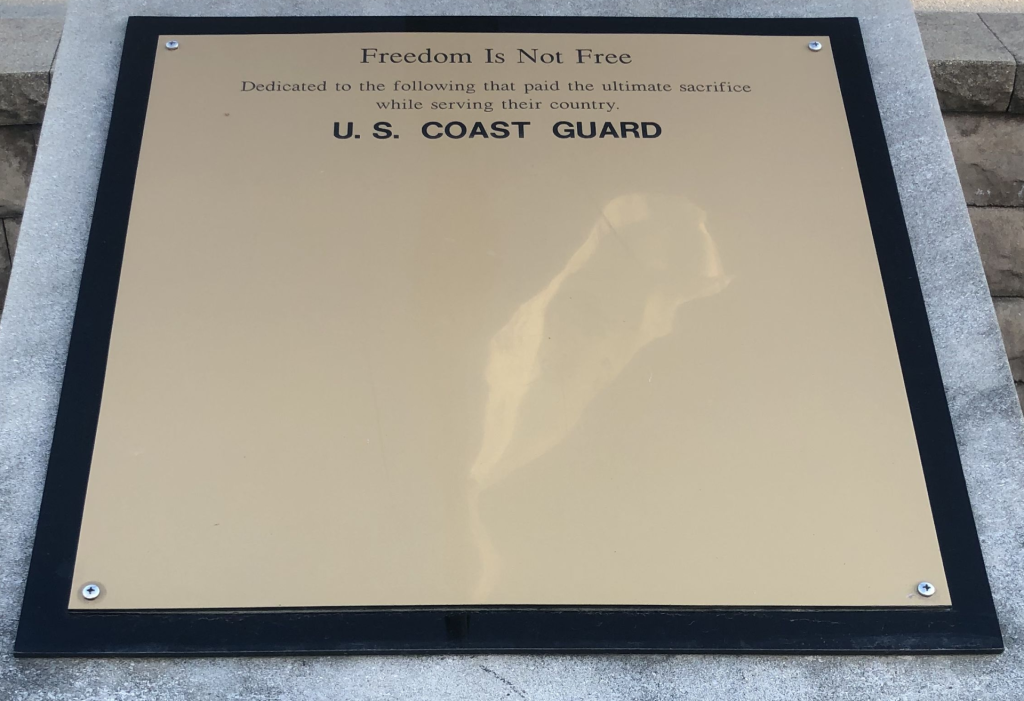 Freedom Is Not Free
Dedicated to the following that paid the ultimate sacrifice
while serving their country.
U. S. COAST GUARD